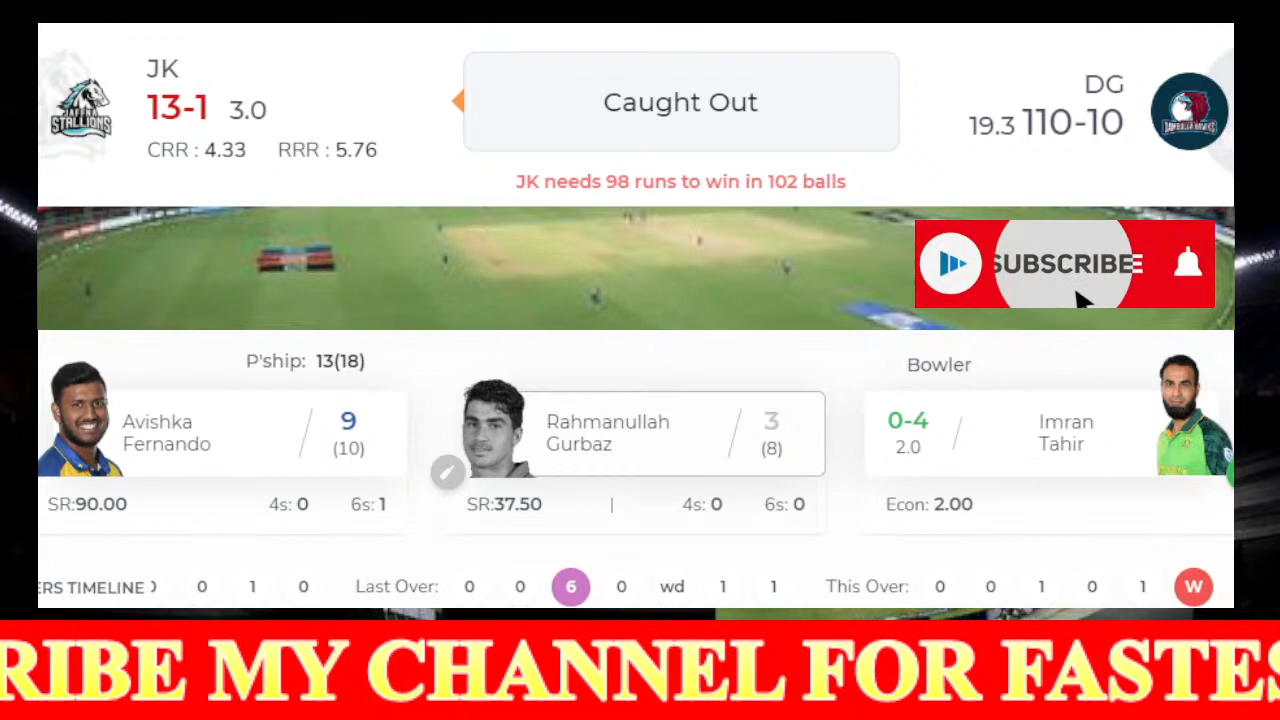 JK
13-1 3.0
CRR : 4.33 RRR : 5.76
JAFFNA
STALLIONS
Caught Out
JK needs 98 runs to win in 102 balls
DG
19.3 110-10
DAMBULLA HAWKS
SUBSCRIBE
P'ship: 13(18)
Avishka
Fernando
9
(10)
SR:90.00 4s: 0 6s: 1
Rahmanullah
Gurbaz
3
(8)
SR:37.50 | 4s: 0 6s: 0
Bowler
0-4
2.0
Imran
Tahir
Econ: 2.00
ERS TIMELINE 0 1 0 Last Over: 0 0 6 0 wd 1 1 This Over: 0 0 1 0 1 W
RIBE MY CHANNEL FOR FASTES